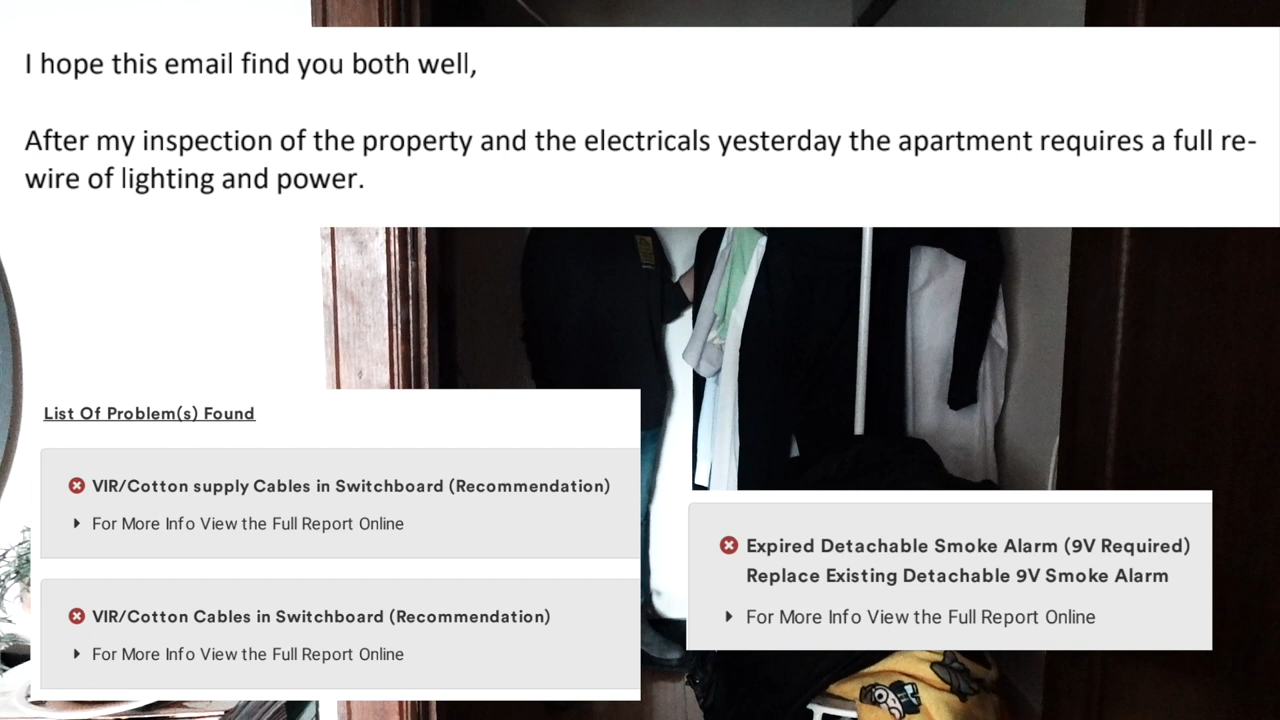 I hope this email find you both well,
After my inspection of the property and the electricals yesterday the apartment requires a full re-
wire of lighting and power.
List Of Problem(s) Found
VIR/Cotton supply Cables in Switchboard (Recommendation)
For More Info View the Full Report Online
VIR/Cotton Cables in Switchboard (Recommendation)
For More Info View the Full Report Online
Expired Detachable Smoke Alarm (9V Required)
Replace Existing Detachable 9V Smoke Alarm
For More Info View the Full Report Online